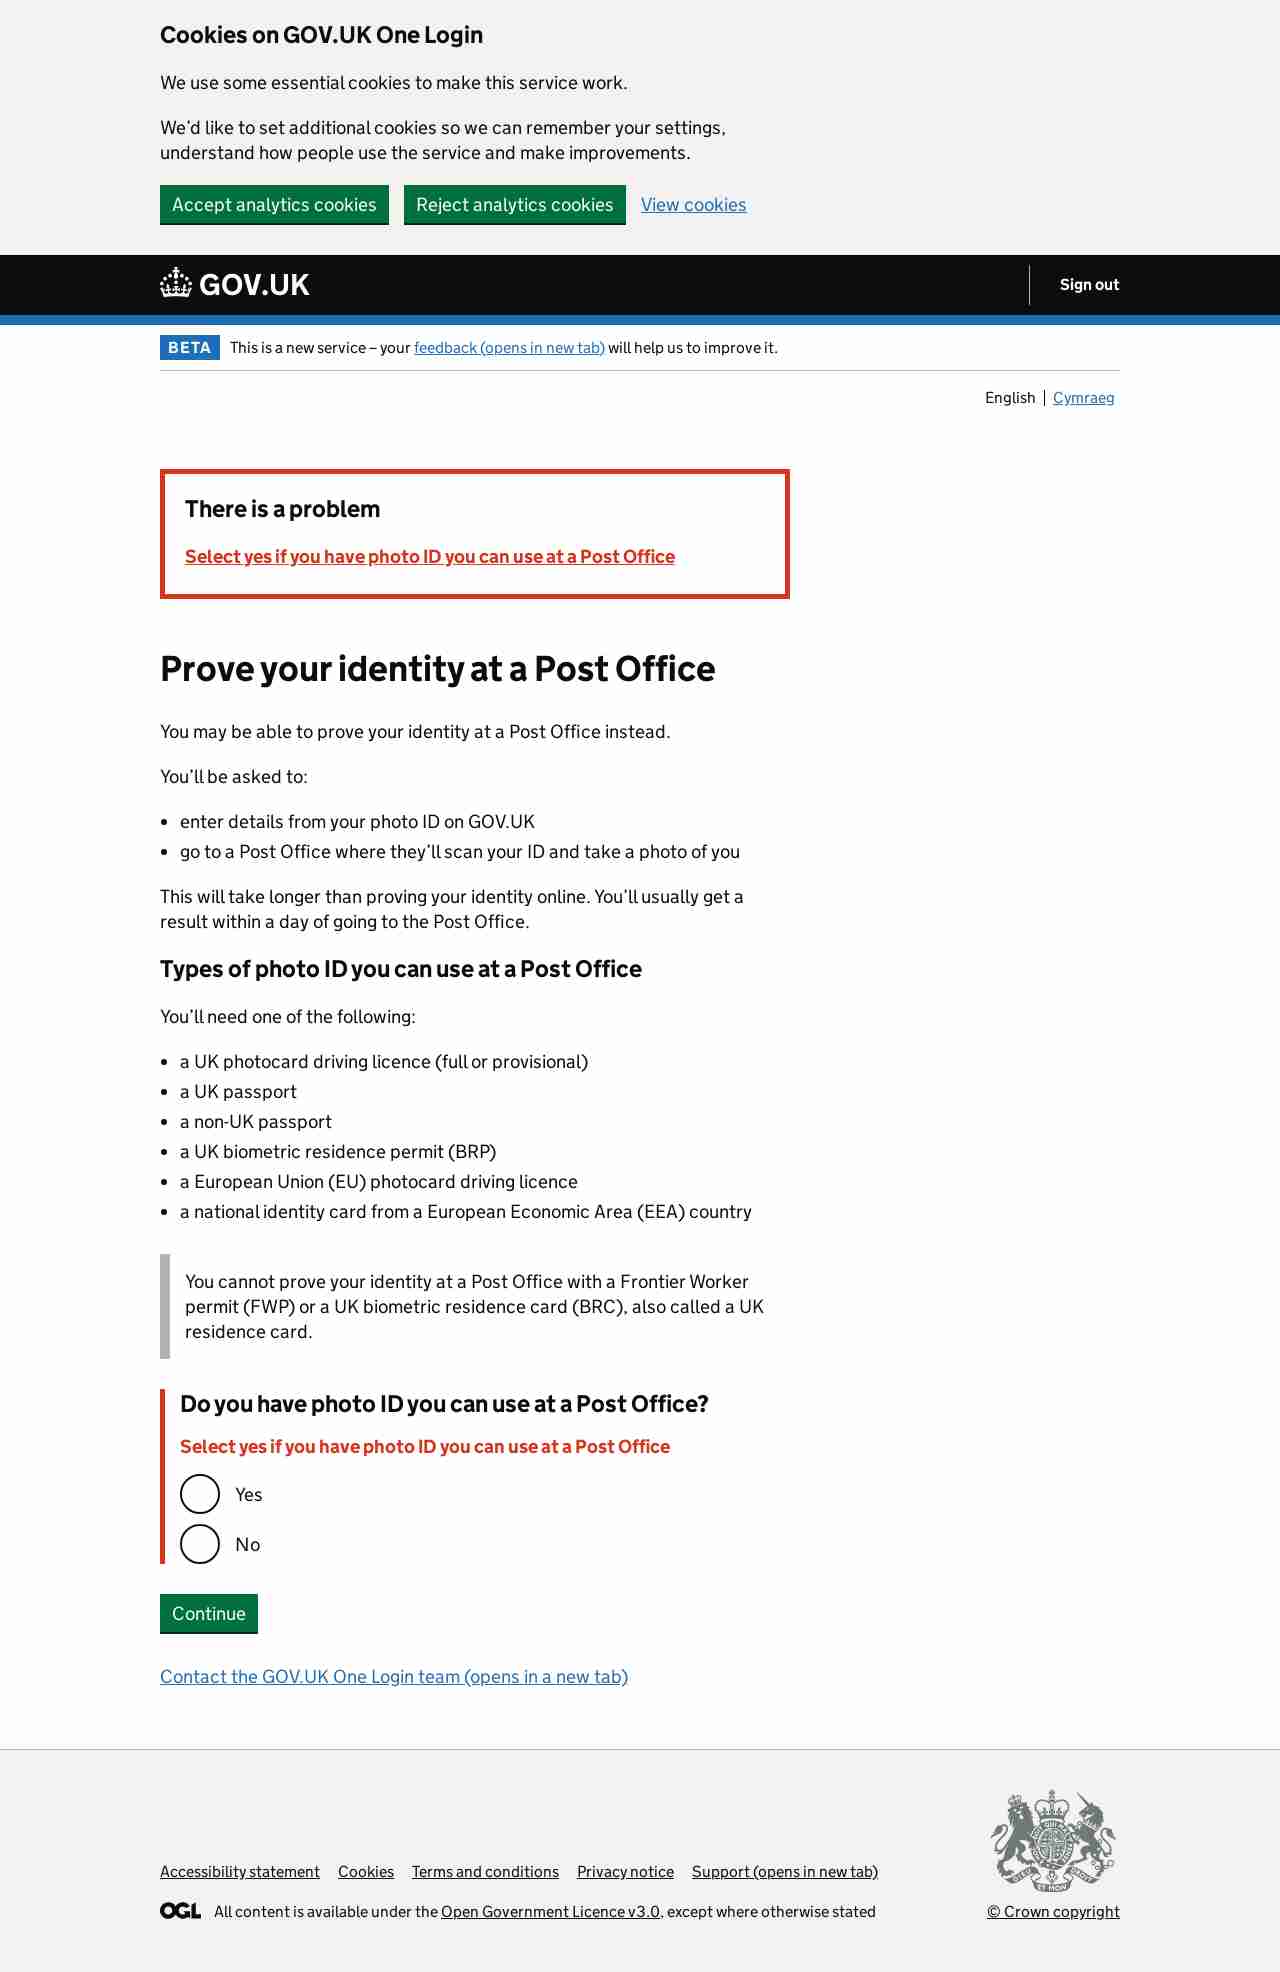 Cookies on GOV.UK One Login
We use some essential cookies to make this service work.
We’d like to set additional cookies so we can remember your settings,
understand how people use the service and make improvements.
Accept analytics cookies
Reject analytics cookies
View cookies
GOV.UK
Sign out
BETA
This is a new service – your feedback (opens in new tab) will help us to improve it.
English
Cymraeg
There is a problem
Select yes if you have photo ID you can use at a Post Office
Prove your identity at a Post Office
You may be able to prove your identity at a Post Office instead.
You’ll be asked to:
• enter details from your photo ID on GOV.UK
• go to a Post Office where they’ll scan your ID and take a photo of you
This will take longer than proving your identity online. You’ll usually get a
result within a day of going to the Post Office.
Types of photo ID you can use at a Post Office
You’ll need one of the following:
• a UK photocard driving licence (full or provisional)
• a UK passport
• a non-UK passport
• a UK biometric residence permit (BRP)
• a European Union (EU) photocard driving licence
• a national identity card from a European Economic Area (EEA) country
You cannot prove your identity at a Post Office with a Frontier Worker
permit (FWP) or a UK biometric residence card (BRC), also called a UK
residence card.
Do you have photo ID you can use at a Post Office?
Select yes if you have photo ID you can use at a Post Office
Yes
No
Continue
Contact the GOV.UK One Login team (opens in a new tab)
Accessibility statement
Cookies
Terms and conditions
Privacy notice
Support (opens in new tab)
OGL
All content is available under the Open Government Licence v3.0, except where otherwise stated
© Crown copyright